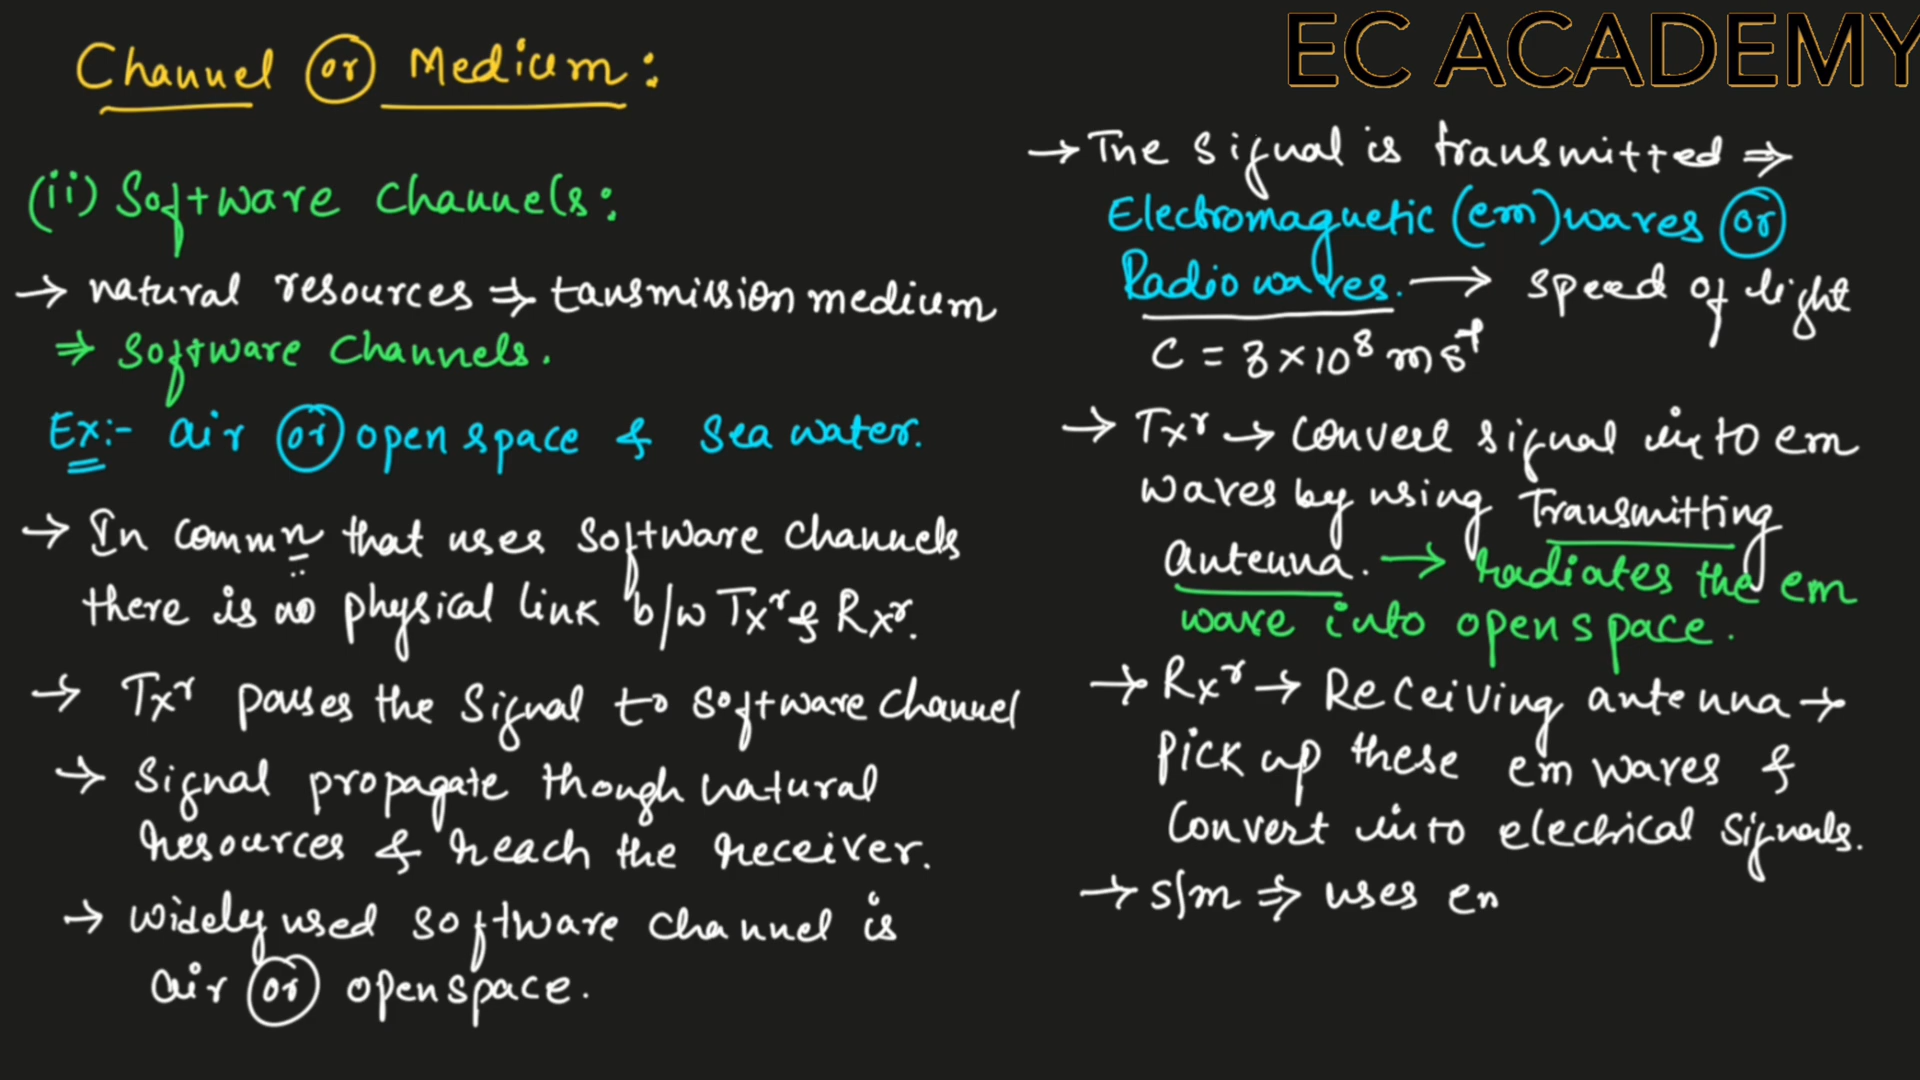 EC ACADEMY
Channel or Medium:
(ii) Software Channels:
→ natural resources ⇒ tansmission medium
⇒ Software Channels.
Ex:- air or open space & sea water.
→ In commn that uses software channels
there is no physical link b/w Txr & Rxr.
→ Txr passes the signal to software channel
→ Signal propagate though natural
resources & reach the receiver.
→ widely used software channel is
air or open space.
→ The signal is transmitted ⇒
Electromagnetic (em) waves or
Radio waves. → speed of light
C = 3 × 10⁸ ms⁻¹
→ Txr → convert signal into em
waves by using Transmitting
antenna. → radiates the em
wave into open space.
→ Rxr → Receiving antenna →
Pick up these em waves &
Convert into electrical signals.
→ s/m ⇒ uses en